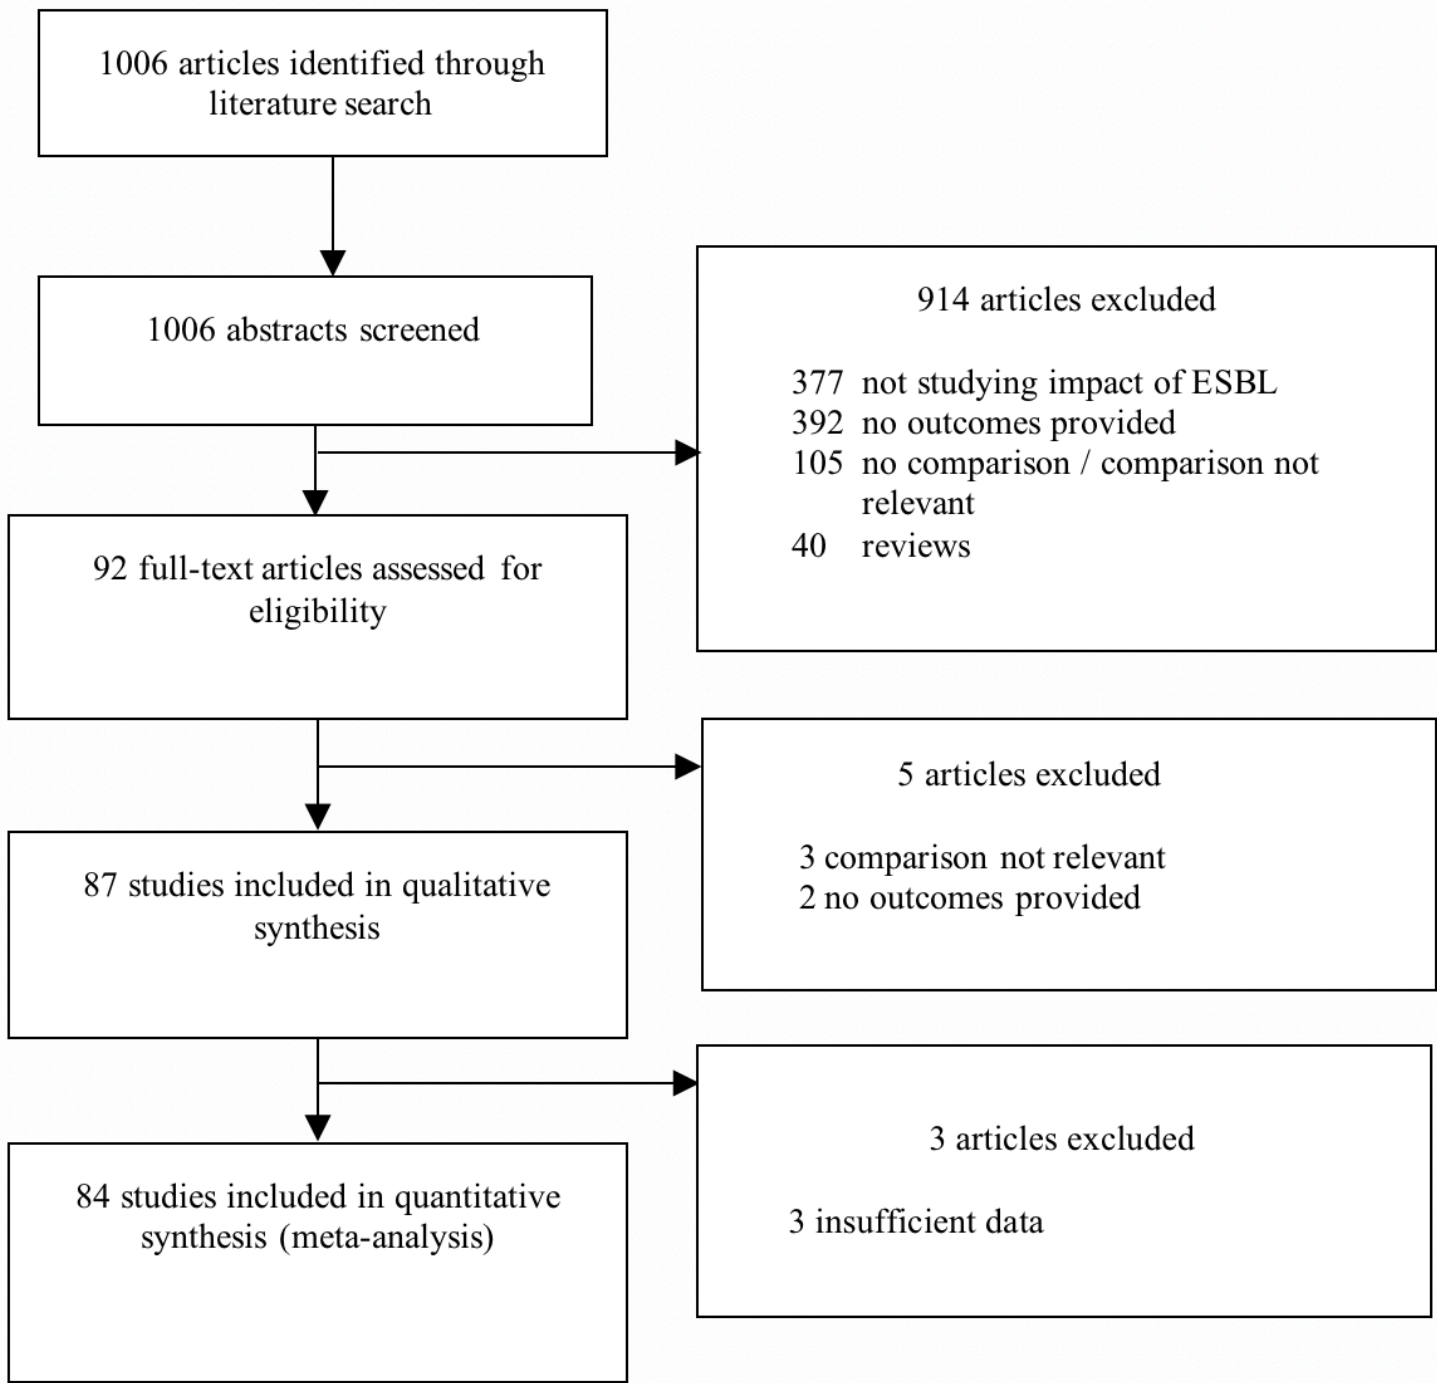 1006 articles identified through
literature search
1006 abstracts screened
914 articles excluded
377 not studying impact of ESBL
392 no outcomes provided
105 no comparison / comparison not
relevant
40 reviews
92 full-text articles assessed for
eligibility
5 articles excluded
3 comparison not relevant
2 no outcomes provided
87 studies included in qualitative
synthesis
3 articles excluded
3 insufficient data
84 studies included in quantitative
synthesis (meta-analysis)